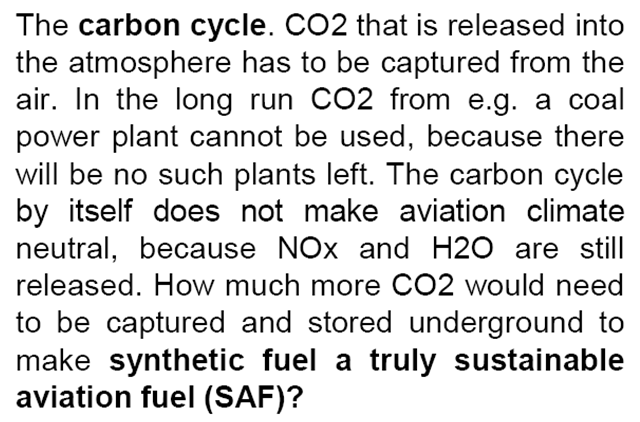 The carbon cycle. CO2 that is released into
the atmosphere has to be captured from the
air. In the long run CO2 from e.g. a coal
power plant cannot be used, because there
will be no such plants left. The carbon cycle
by itself does not make aviation climate
neutral, because NOx and H2O are still
released. How much more CO2 would need
to be captured and stored underground to
make synthetic fuel a truly sustainable
aviation fuel (SAF)?